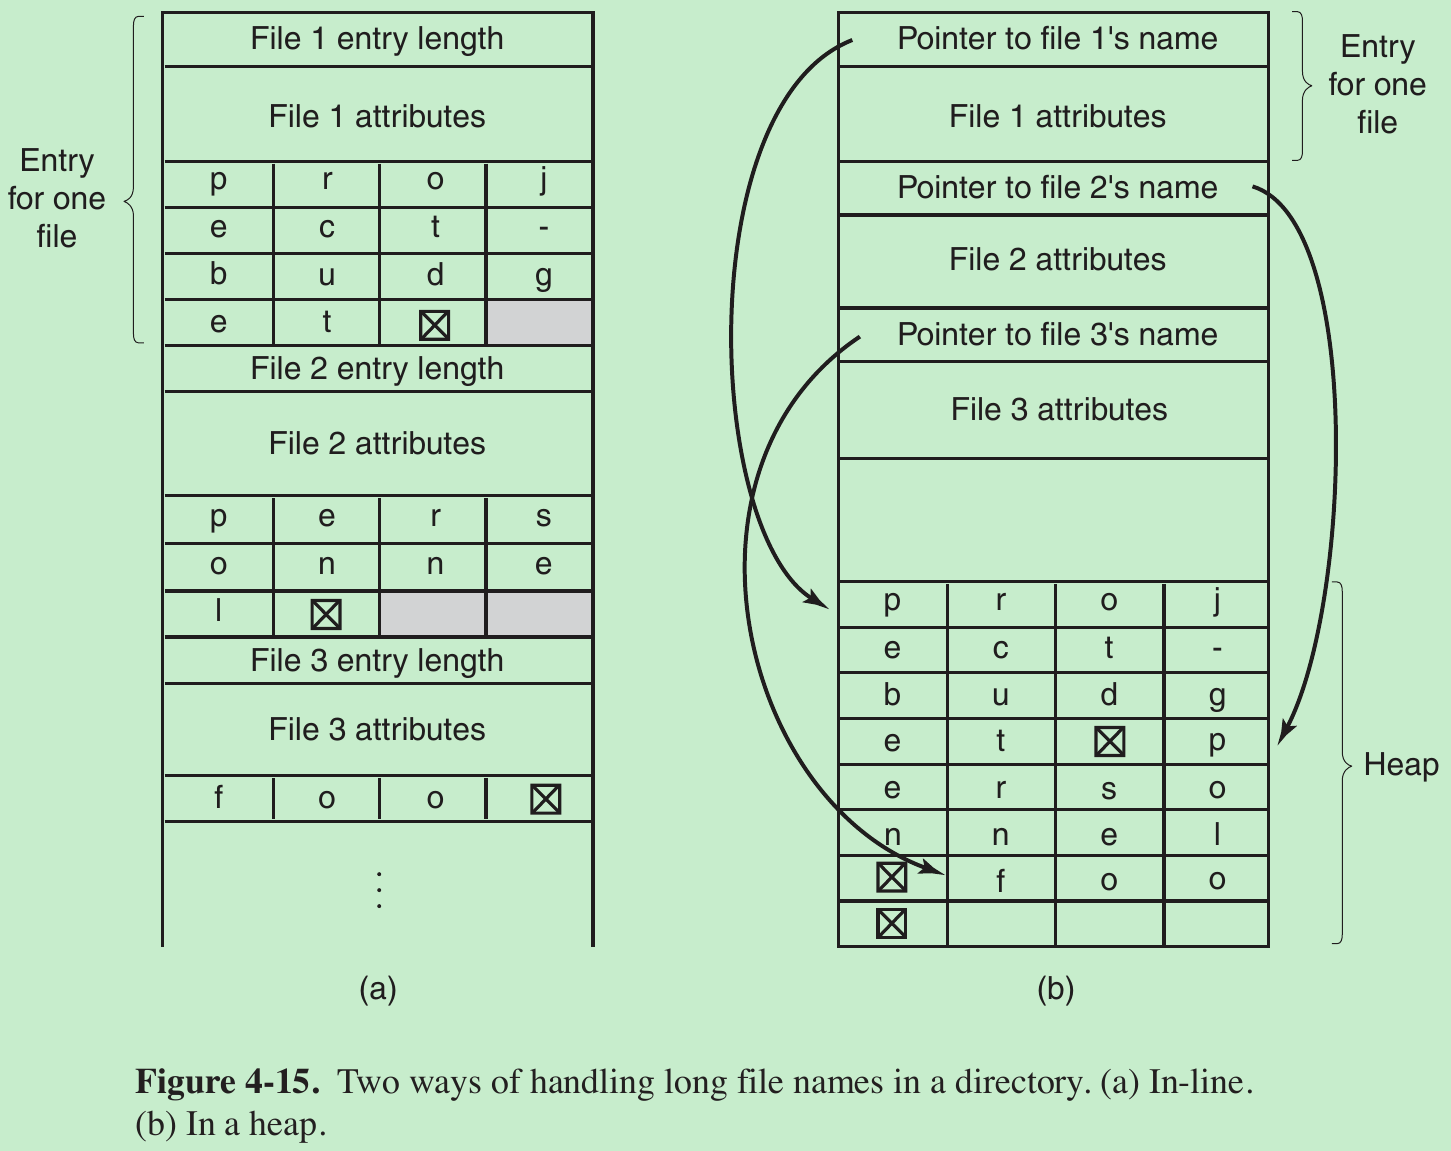 File 1 entry length
File 1 attributes
Entry
for one
file
p r o j
e c t -
b u d g
e t ☒
File 2 entry length
File 2 attributes
p e r s
o n n e
l ☒
File 3 entry length
File 3 attributes
f o o ☒
⋮
(a)
Pointer to file 1's name
File 1 attributes
Entry
for one
file
Pointer to file 2's name
File 2 attributes
Pointer to file 3's name
File 3 attributes
p r o j
e c t -
b u d g
e t ☒ p
e r s o
n n e l
☒ f o o
☒
Heap
(b)
Figure 4-15. Two ways of handling long file names in a directory. (a) In-line.
(b) In a heap.